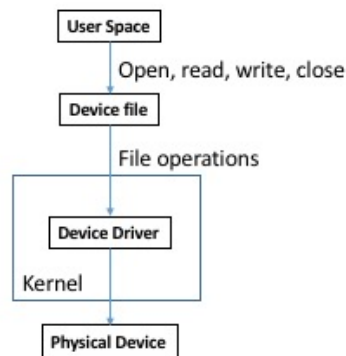 User Space
Open, read, write, close
Device file
File operations
Device Driver
Kernel
Physical Device